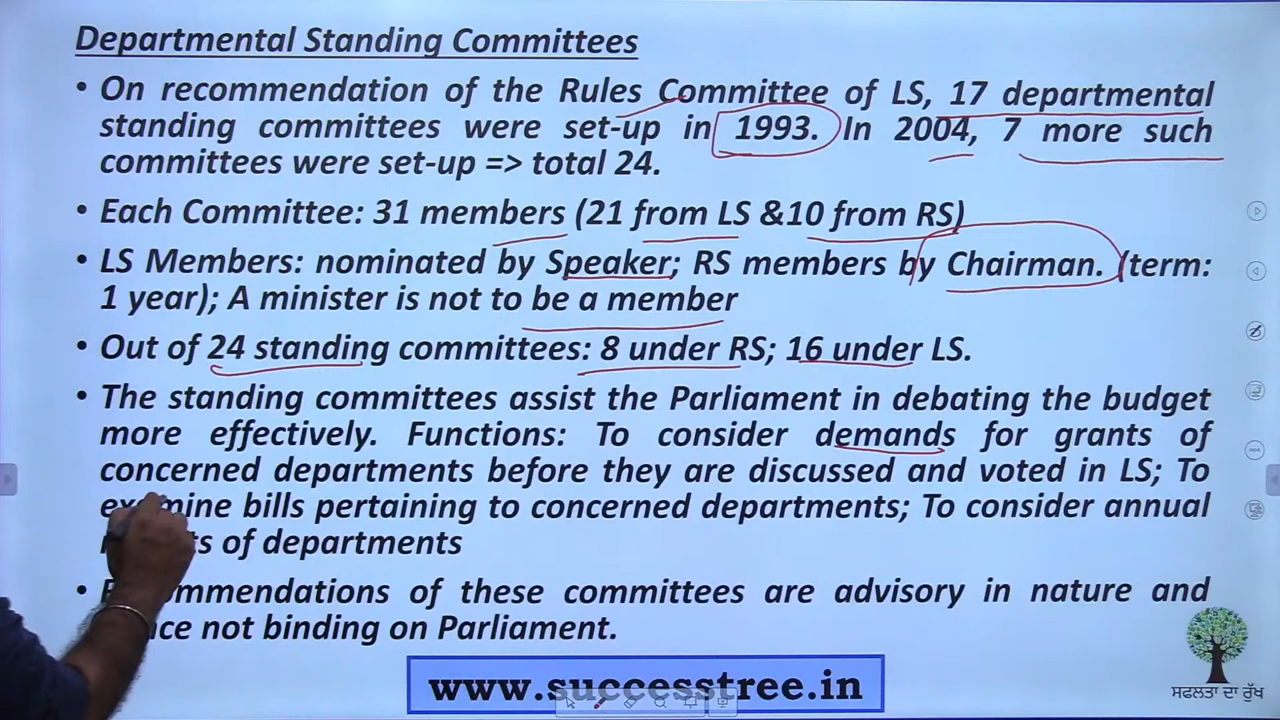 Departmental Standing Committees
• On recommendation of the Rules Committee of LS, 17 departmental
standing committees were set-up in 1993. In 2004, 7 more such
committees were set-up => total 24.
• Each Committee: 31 members (21 from LS &10 from RS)
• LS Members: nominated by Speaker; RS members by Chairman. (term:
1 year); A minister is not to be a member
• Out of 24 standing committees: 8 under RS; 16 under LS.
• The standing committees assist the Parliament in debating the budget
more effectively. Functions: To consider demands for grants of
concerned departments before they are discussed and voted in LS; To
examine bills pertaining to concerned departments; To consider annual
of departments
• of these committees are advisory in nature and
not binding on Parliament.
www.successtree.in
ਸਫਲਤਾ ਦਾ ਰੁੱਖ